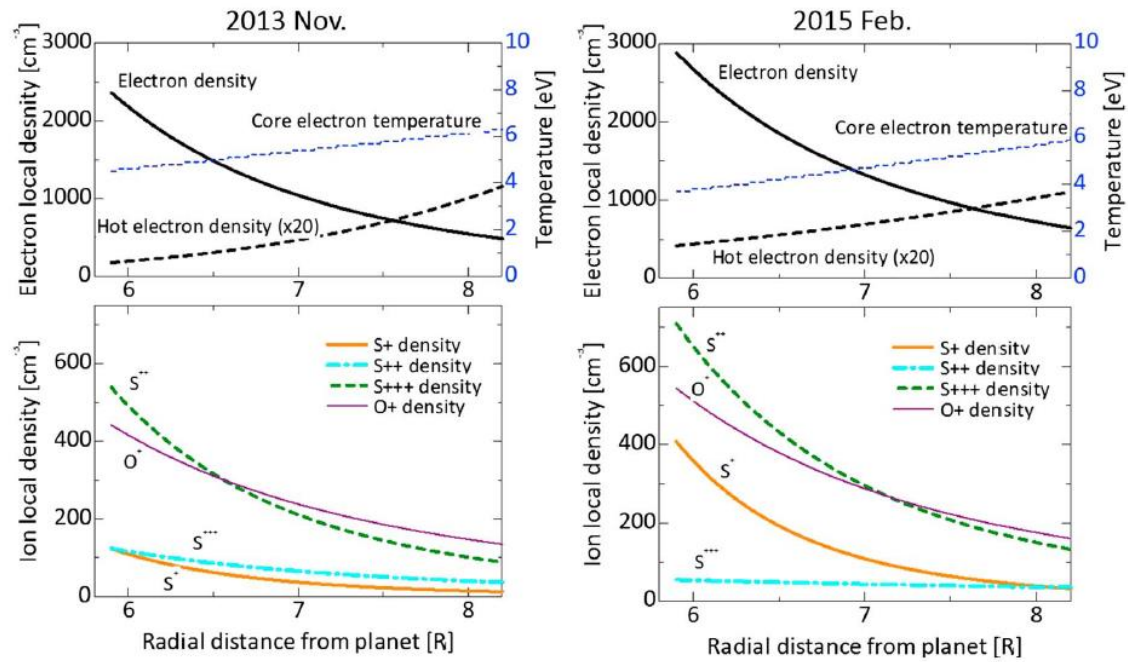 2013 Nov.
2015 Feb.
Electron local desnity [cm⁻³]
3000
2000
1000
0
Electron density
Core electron temperature
Hot electron density (x20)
10
8
6
4
2
0
Temperature [eV]
6
7
8
Electron local density [cm⁻³]
3000
2000
1000
0
Electron density
Core electron temperature
Hot electron density (x20)
10
8
6
4
2
0
Temperature [eV]
6
7
8
Ion local density [cm⁻³]
600
400
200
0
S+ density
S++ density
S+++ density
O+ density
S⁺⁺
O⁺
S⁺⁺⁺
S⁺
6
7
8
Radial distance from planet [R]
Ion local density [cm⁻³]
600
400
200
0
S+ density
S++ density
S+++ density
O+ density
S⁺⁺
O⁺
S⁺
S⁺⁺⁺
6
7
8
Radial distance from planet [R]